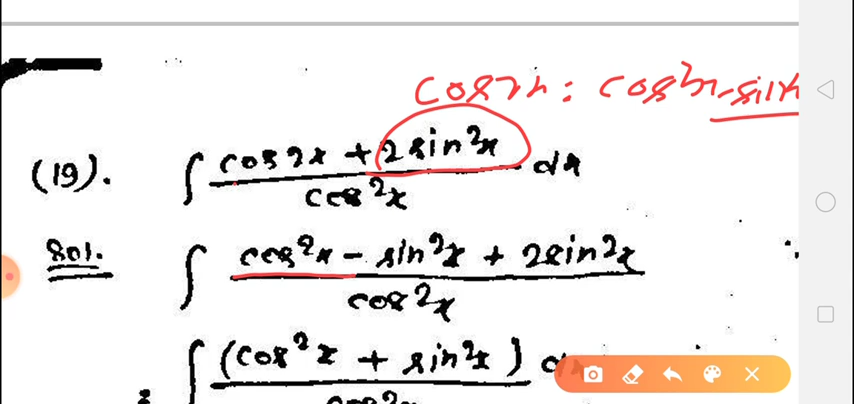 cos2x = cos²x - sin²x
(19). ∫ (cos2x + 2sin²x)/cos²x dx
Sol. ∫ (cos²x - sin²x + 2sin²x)/cos²x
∫ (cos²x + sin²x)